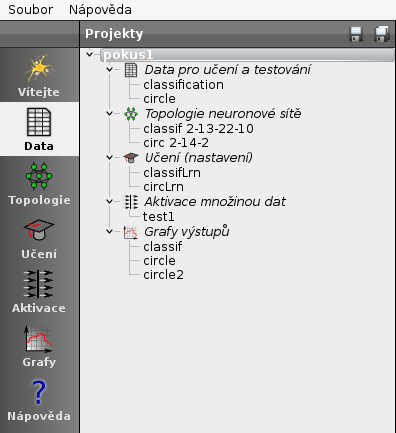 Soubor Nápověda
Projekty
Vítejte
Data
Topologie
Učení
Aktivace
Grafy
Nápověda
pokus1
Data pro učení a testování
classification
circle
Topologie neuronové sítě
classif 2-13-22-10
circ 2-14-2
Učení (nastavení)
classifLrn
circLrn
Aktivace množinou dat
test1
Grafy výstupů
classif
circle
circle2